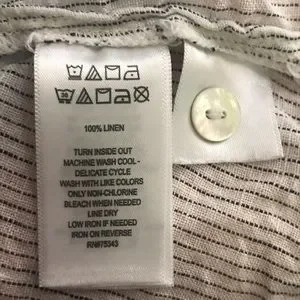 30
100% LINEN
TURN INSIDE OUT
MACHINE WASH COOL -
DELICATE CYCLE
WASH WITH LIKE COLORS
ONLY NON-CHLORINE
BLEACH WHEN NEEDED
LINE DRY
LOW IRON IF NEEDED
IRON ON REVERSE
RN#75343